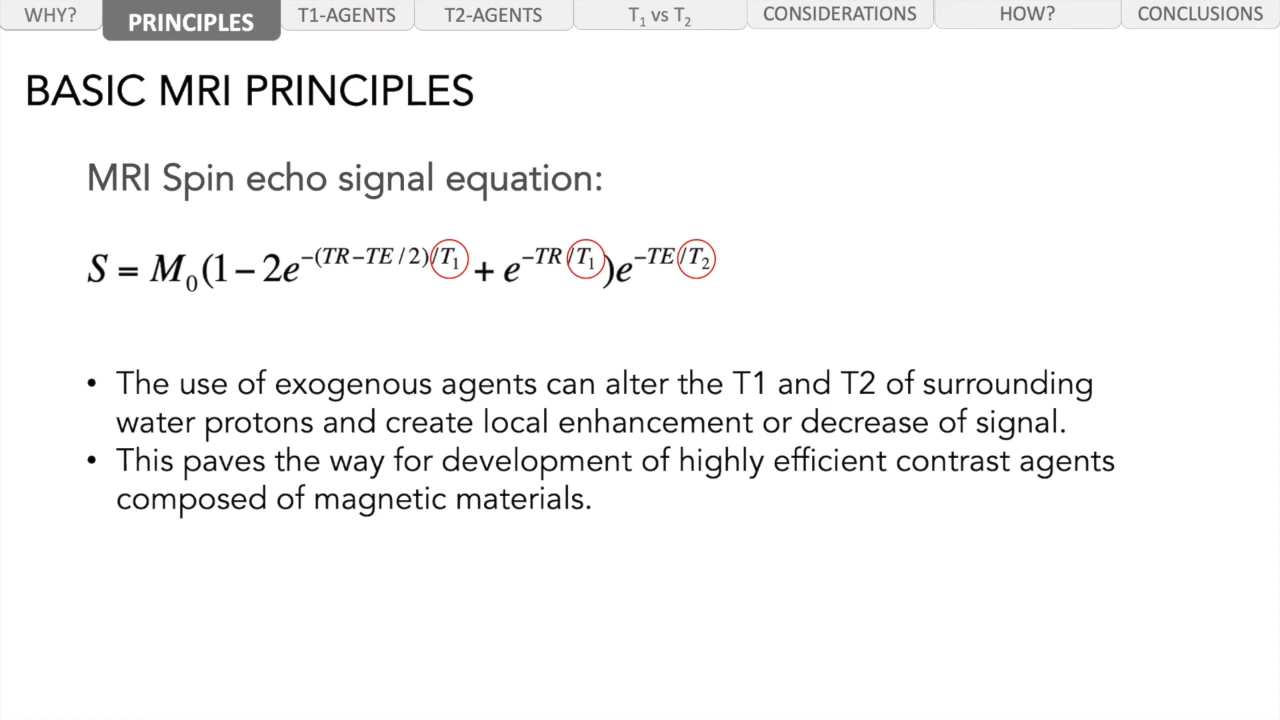 WHY?
PRINCIPLES
T1-AGENTS
T2-AGENTS
T₁ vs T₂
CONSIDERATIONS
HOW?
CONCLUSIONS
BASIC MRI PRINCIPLES
MRI Spin echo signal equation:
S = M₀(1 − 2e^{−(TR−TE/2)/T₁} + e^{−TR/T₁})e^{−TE/T₂}
• The use of exogenous agents can alter the T1 and T2 of surrounding
water protons and create local enhancement or decrease of signal.
• This paves the way for development of highly efficient contrast agents
composed of magnetic materials.